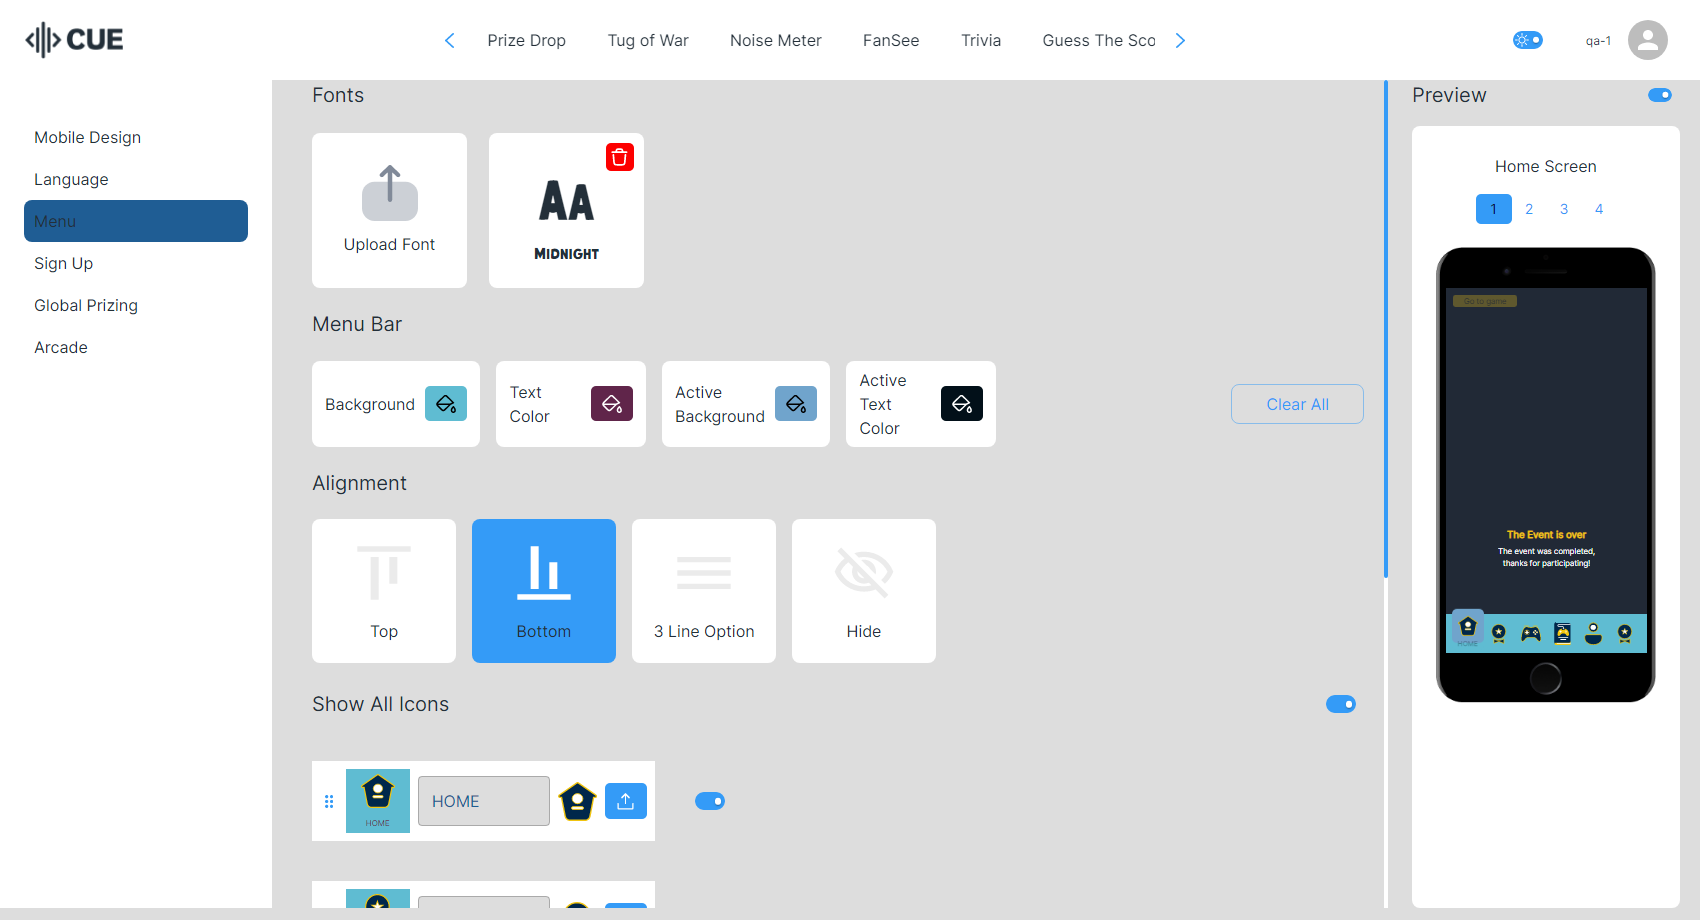 CUE
Prize Drop
Tug of War
Noise Meter
FanSee
Trivia
Guess The Sco
qa-1
Mobile Design
Language
Menu
Sign Up
Global Prizing
Arcade
Fonts
Upload Font
AA
MIDNIGHT
Menu Bar
Background
Text
Color
Active
Background
Active
Text
Color
Clear All
Alignment
Top
Bottom
3 Line Option
Hide
Show All Icons
HOME
HOME
Preview
Home Screen
1 2 3 4
Go to game
The Event is over
The event was completed,
thanks for participating!
HOME